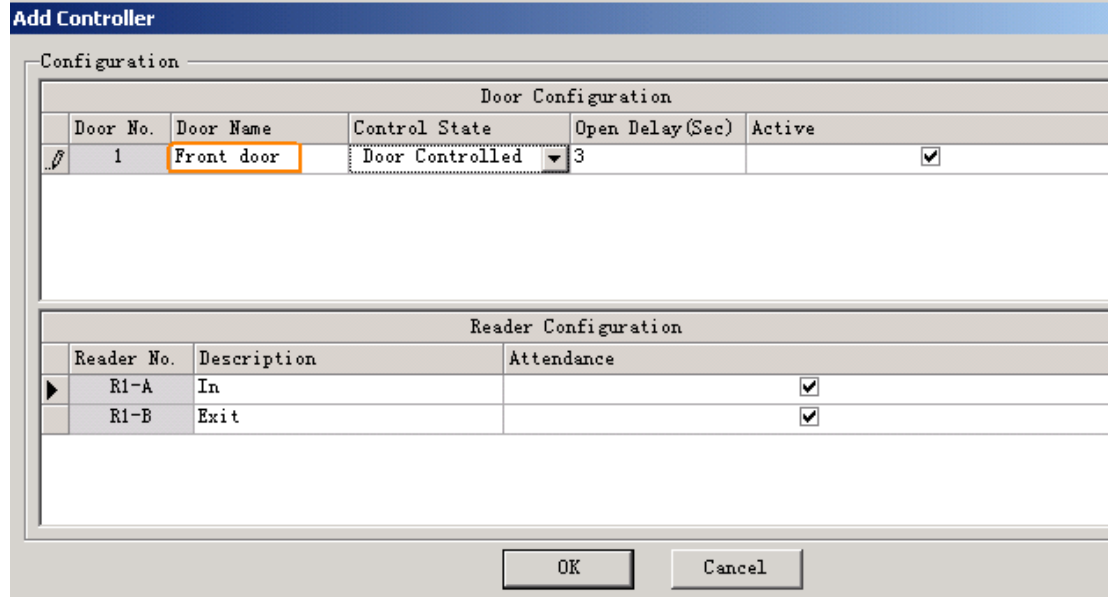 Add Controller
Configuration
Door Configuration
Door No. Door Name Control State Open Delay(Sec) Active
1 Front door Door Controlled 3
Reader Configuration
Reader No. Description Attendance
R1-A In
R1-B Exit
OK Cancel